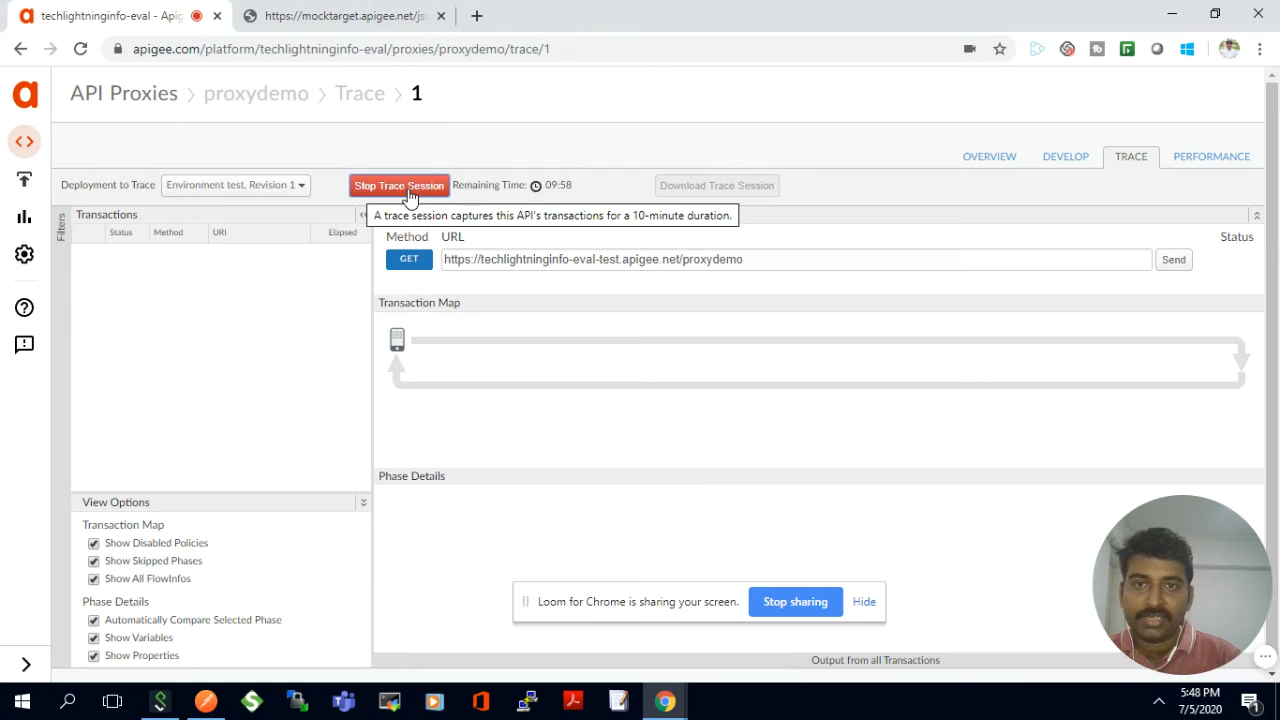 techlightninginfo-eval - Apig
https://mocktarget.apigee.net/jso
apigee.com/platform/techlightninginfo-eval/proxies/proxydemo/trace/1
API Proxies > proxydemo > Trace > 1
OVERVIEW DEVELOP TRACE PERFORMANCE
Deployment to Trace Environment test, Revision 1 Stop Trace Session Remaining Time: 09:58 Download Trace Session
Filters
Transactions
A trace session captures this API's transactions for a 10-minute duration.
Status Method URI Elapsed
Method URL Status
GET https://techlightninginfo-eval-test.apigee.net/proxydemo Send
Transaction Map
Phase Details
View Options
Transaction Map
Show Disabled Policies
Show Skipped Phases
Show All FlowInfos
Phase Details
Automatically Compare Selected Phase
Show Variables
Show Properties
Loom for Chrome is sharing your screen. Stop sharing Hide
Output from all Transactions
5:48 PM
7/5/2020
1